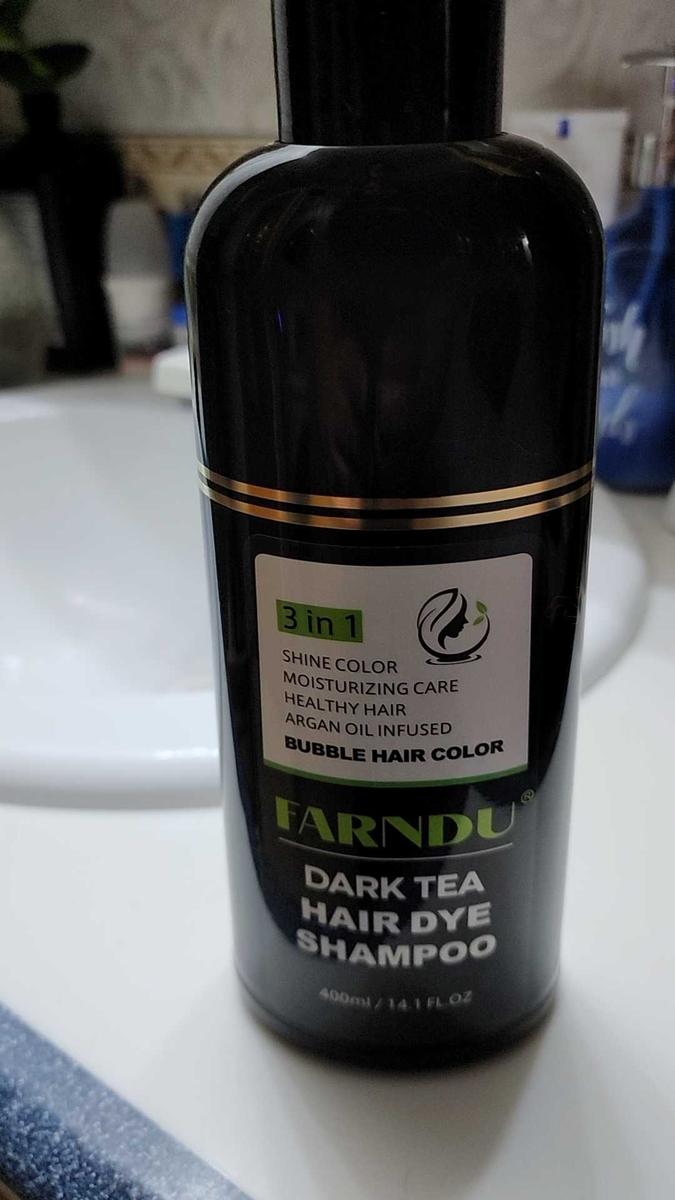 3 in 1
SHINE COLOR
MOISTURIZING CARE
HEALTHY HAIR
ARGAN OIL INFUSED
BUBBLE HAIR COLOR
FARNDU®
DARK TEA
HAIR DYE
SHAMPOO
400ml / 14.1 FL.OZ